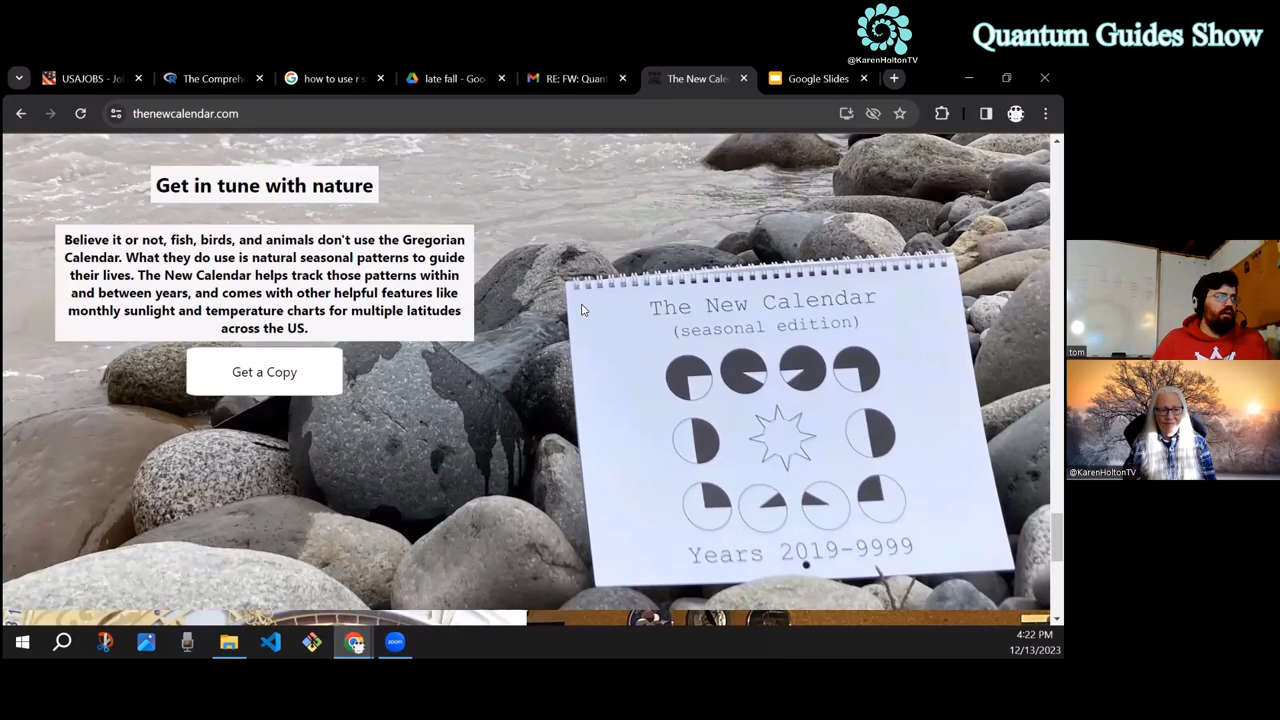 Quantum Guides Show
@KarenHoltonTV
USAJOBS - Jo
The Compreh
how to use r s
late fall - Goo
RE: FW: Quant
The New Cale
Google Slides
thenewcalendar.com
Get in tune with nature
Believe it or not, fish, birds, and animals don't use the Gregorian
Calendar. What they do use is natural seasonal patterns to guide
their lives. The New Calendar helps track those patterns within
and between years, and comes with other helpful features like
monthly sunlight and temperature charts for multiple latitudes
across the US.
Get a Copy
The New Calendar
(seasonal edition)
Years 2019-9999
tom
@KarenHoltonTV
4:22 PM
12/13/2023